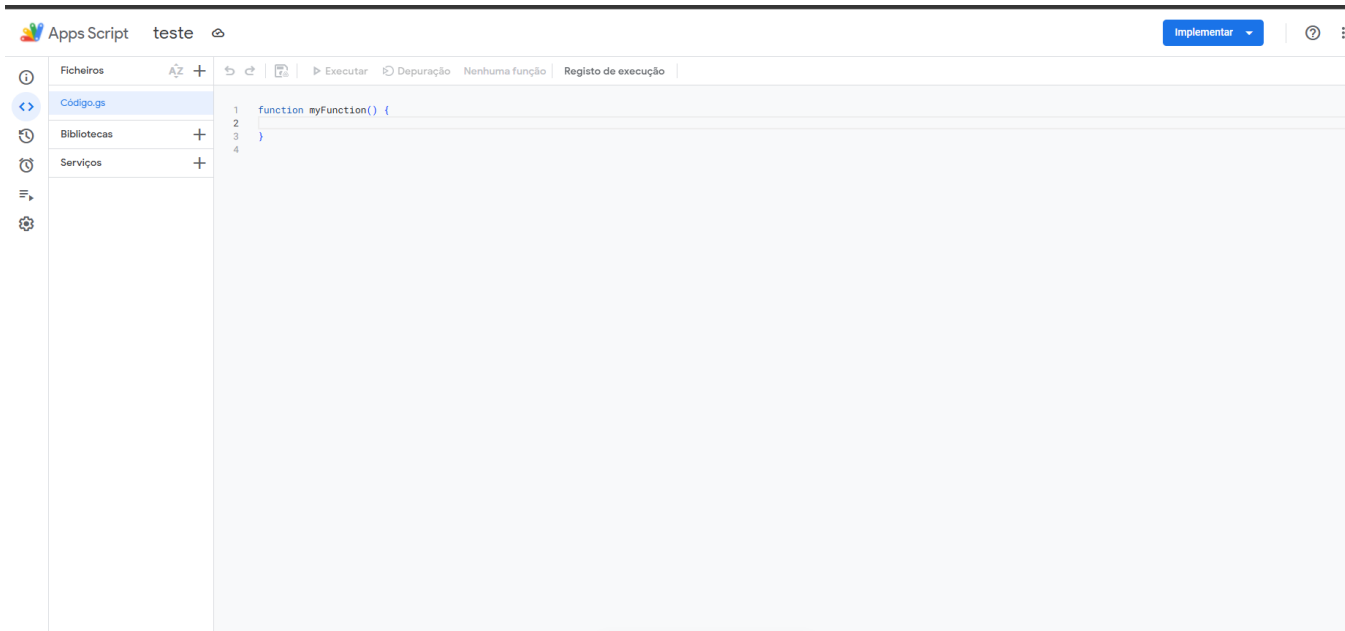 Apps Script teste Implementar
Ficheiros AZ Executar Depuração Nenhuma função Registo de execução
Código.gs
1 function myFunction() {
2
3 }
4
Bibliotecas
Serviços